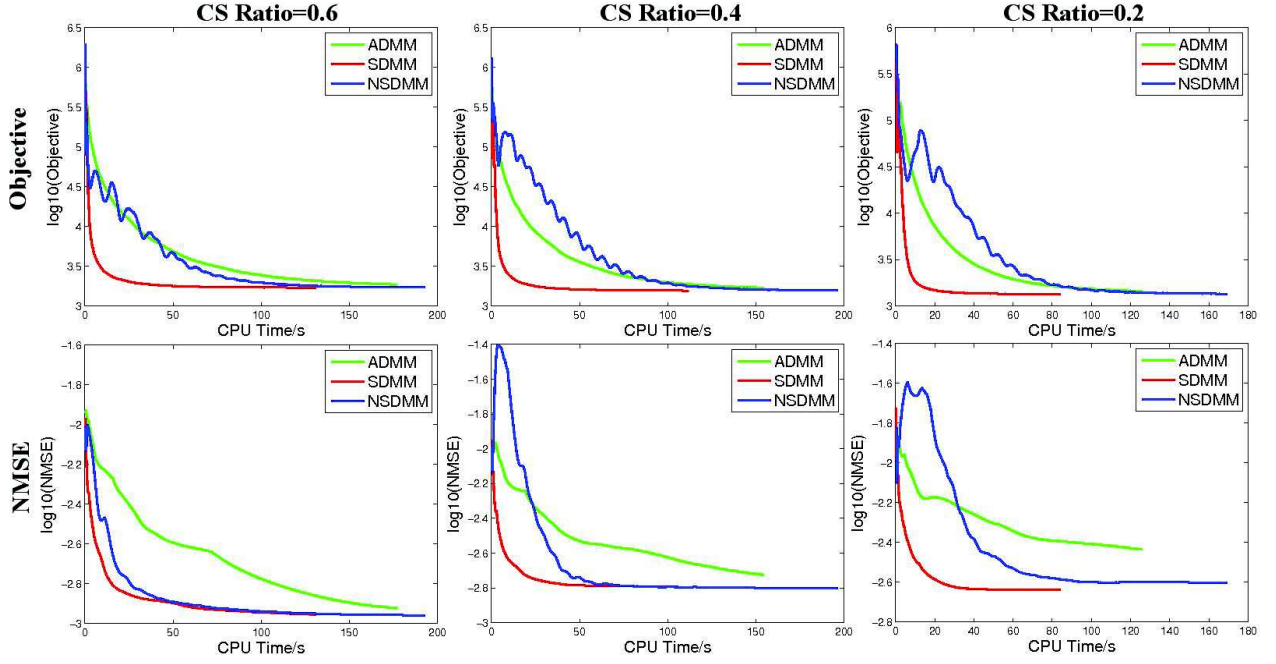 CS Ratio=0.6
CS Ratio=0.4
CS Ratio=0.2
Objective
6.5
6
5.5
5
4.5
4
3.5
3
log10(Objective)
ADMM
SDMM
NSDMM
0 50 100 150 200
CPU Time/s
6.5
6
5.5
5
4.5
4
3.5
3
log10(Objective)
ADMM
SDMM
NSDMM
0 50 100 150 200
CPU Time/s
6
5.5
5
4.5
4
3.5
3
log10(Objective)
ADMM
SDMM
NSDMM
0 20 40 60 80 100 120 140 160 180
CPU Time/s
NMSE
−1.6
−1.8
−2
−2.2
−2.4
−2.6
−2.8
−3
log10(NMSE)
ADMM
SDMM
NSDMM
0 50 100 150 200
CPU Time/s
−1.4
−1.6
−1.8
−2
−2.2
−2.4
−2.6
−2.8
−3
log10(NMSE)
ADMM
SDMM
NSDMM
0 50 100 150 200
CPU Time/s
−1.4
−1.6
−1.8
−2
−2.2
−2.4
−2.6
−2.8
log10(NMSE)
ADMM
SDMM
NSDMM
0 20 40 60 80 100 120 140 160 180
CPU Time/s